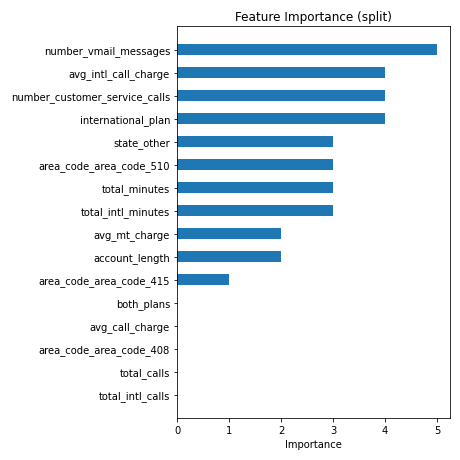 Feature Importance (split)
number_vmail_messages
avg_intl_call_charge
number_customer_service_calls
international_plan
state_other
area_code_area_code_510
total_minutes
total_intl_minutes
avg_mt_charge
account_length
area_code_area_code_415
both_plans
avg_call_charge
area_code_area_code_408
total_calls
total_intl_calls
0 1 2 3 4 5
Importance